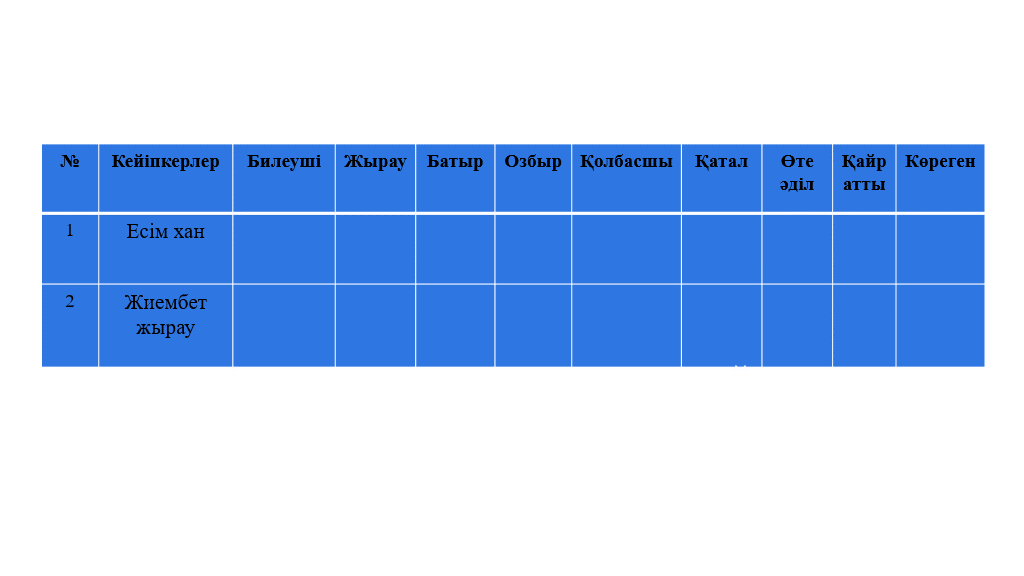 № Кейіпкерлер Билеуші Жырау Батыр Озбыр Қолбасшы Қатал Өте әділ Қайр атты Көреген
1 Есім хан
2 Жиембет жырау